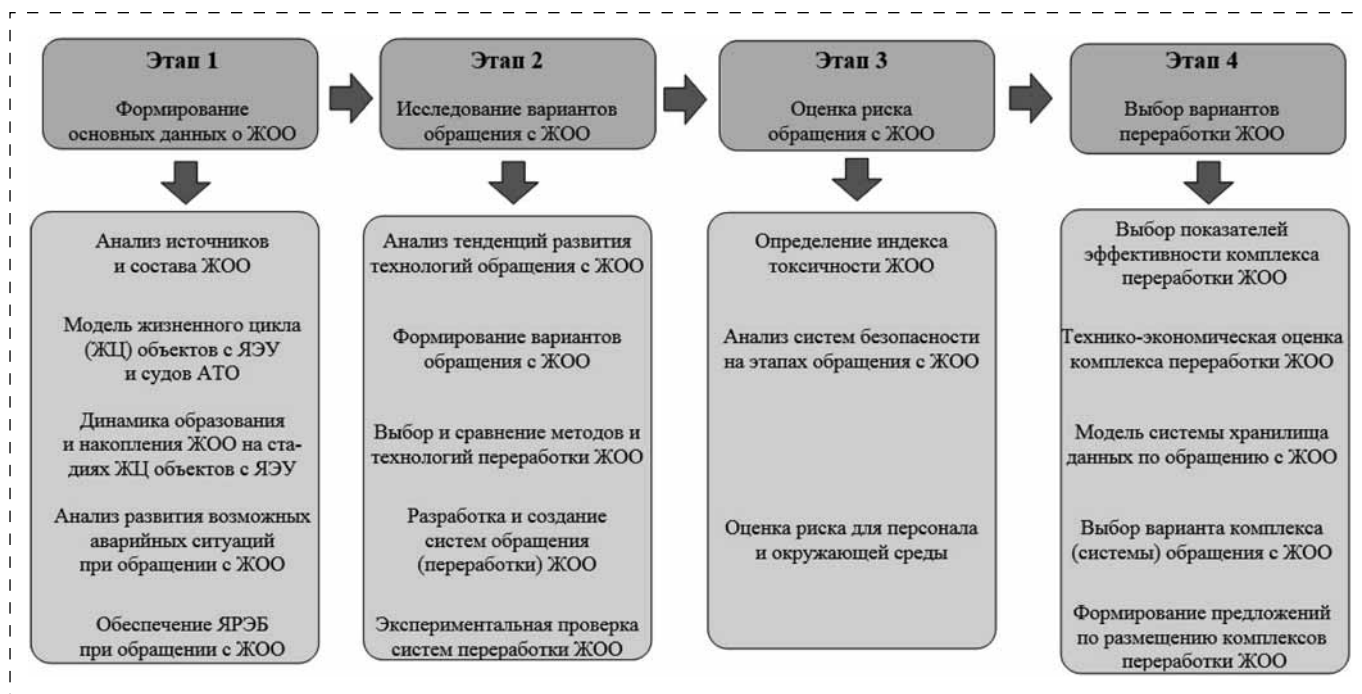 Этап 1
Формирование
основных данных о ЖОО
Этап 2
Исследование вариантов
обращения с ЖОО
Этап 3
Оценка риска
обращения с ЖОО
Этап 4
Выбор вариантов
переработки ЖОО
Анализ источников
и состава ЖОО
Модель жизненного цикла
(ЖЦ) объектов с ЯЭУ
и судов АТО
Динамика образования
и накопления ЖОО на ста-
диях ЖЦ объектов с ЯЭУ
Анализ развития возможных
аварийных ситуаций
при обращении с ЖОО
Обеспечение ЯРЭБ
при обращении с ЖОО
Анализ тенденций развития
технологий обращения с ЖОО
Формирование вариантов
обращения с ЖОО
Выбор и сравнение методов и
технологий переработки ЖОО
Разработка и создание
систем обращения
(переработки) ЖОО
Экспериментальная проверка
систем переработки ЖОО
Определение индекса
токсичности ЖОО
Анализ систем безопасности
на этапах обращения с ЖОО
Оценка риска для персонала
и окружающей среды
Выбор показателей
эффективности комплекса
переработки ЖОО
Технико-экономическая оценка
комплекса переработки ЖОО
Модель системы хранилища
данных по обращению с ЖОО
Выбор варианта комплекса
(системы) обращения с ЖОО
Формирование предложений
по размещению комплексов
переработки ЖОО